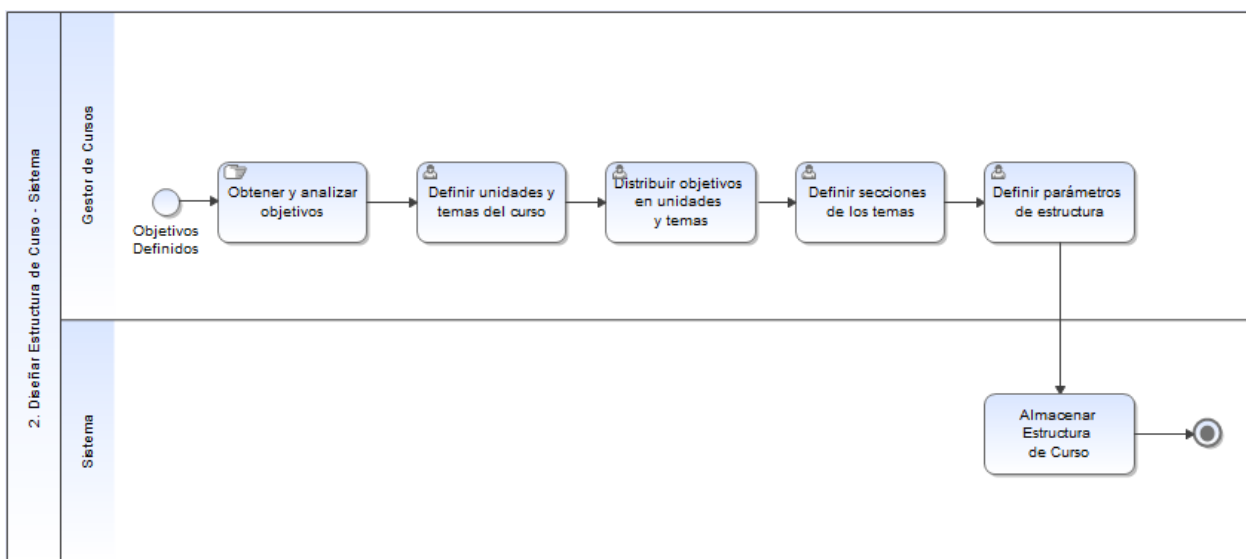 2. Diseñar Estructura de Curso - Sistema
Gestor de Cursos
Objetivos
Definidos
Obtener y analizar
objetivos
Definir unidades y
temas del curso
Distribuir objetivos
en unidades
y temas
Definir secciones
de los temas
Definir parámetros
de estructura
Sistema
Almacenar
Estructura
de Curso